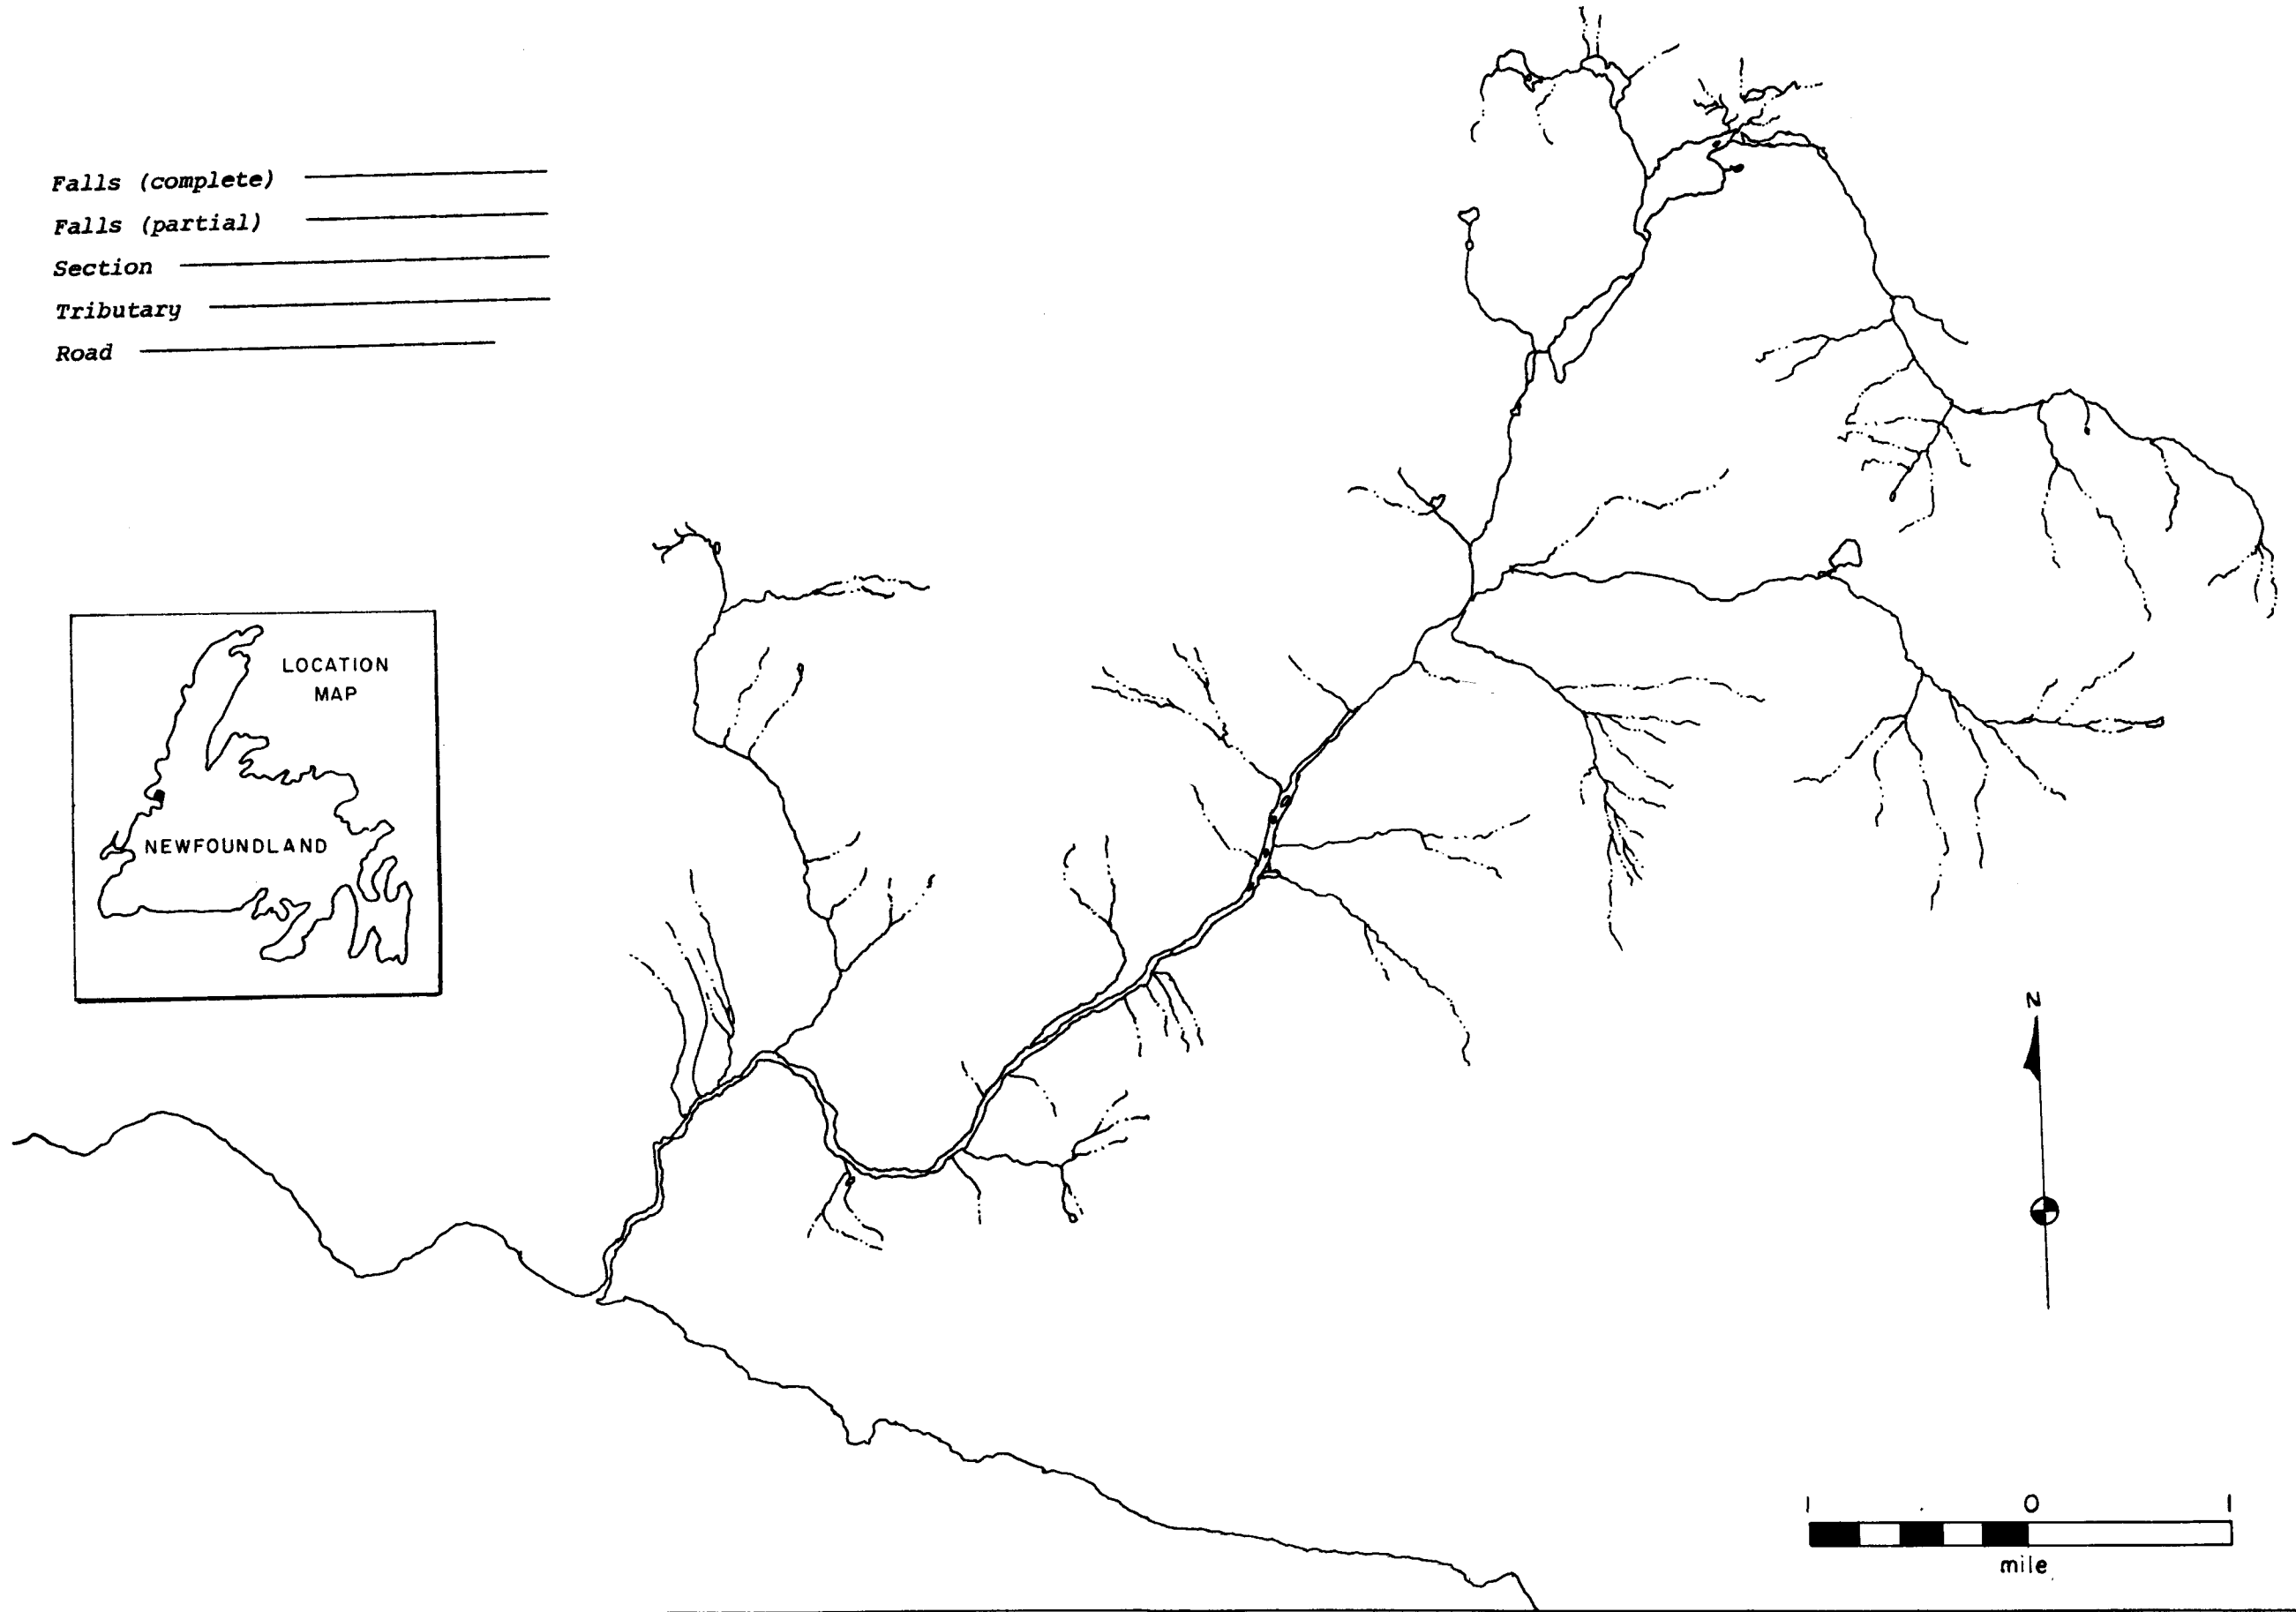 Falls (complete)
Falls (partial)
Section
Tributary
Road
LOCATION
MAP
NEWFOUNDLAND
N
1 0 1
mile